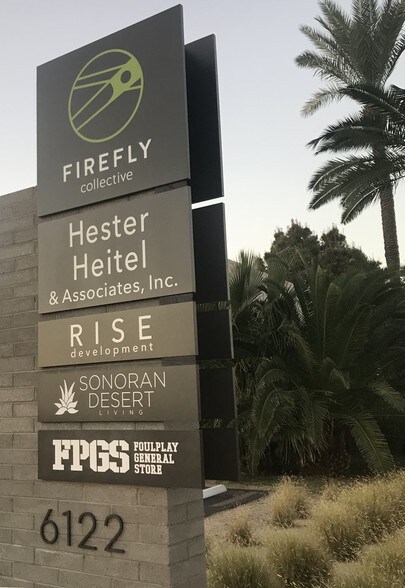 FIREFLY
collective
Hester
Heitel
& Associates, Inc.
RISE
development
SONORAN
DESERT
LIVING
FPGS FOULPLAY
GENERAL
STORE
6122